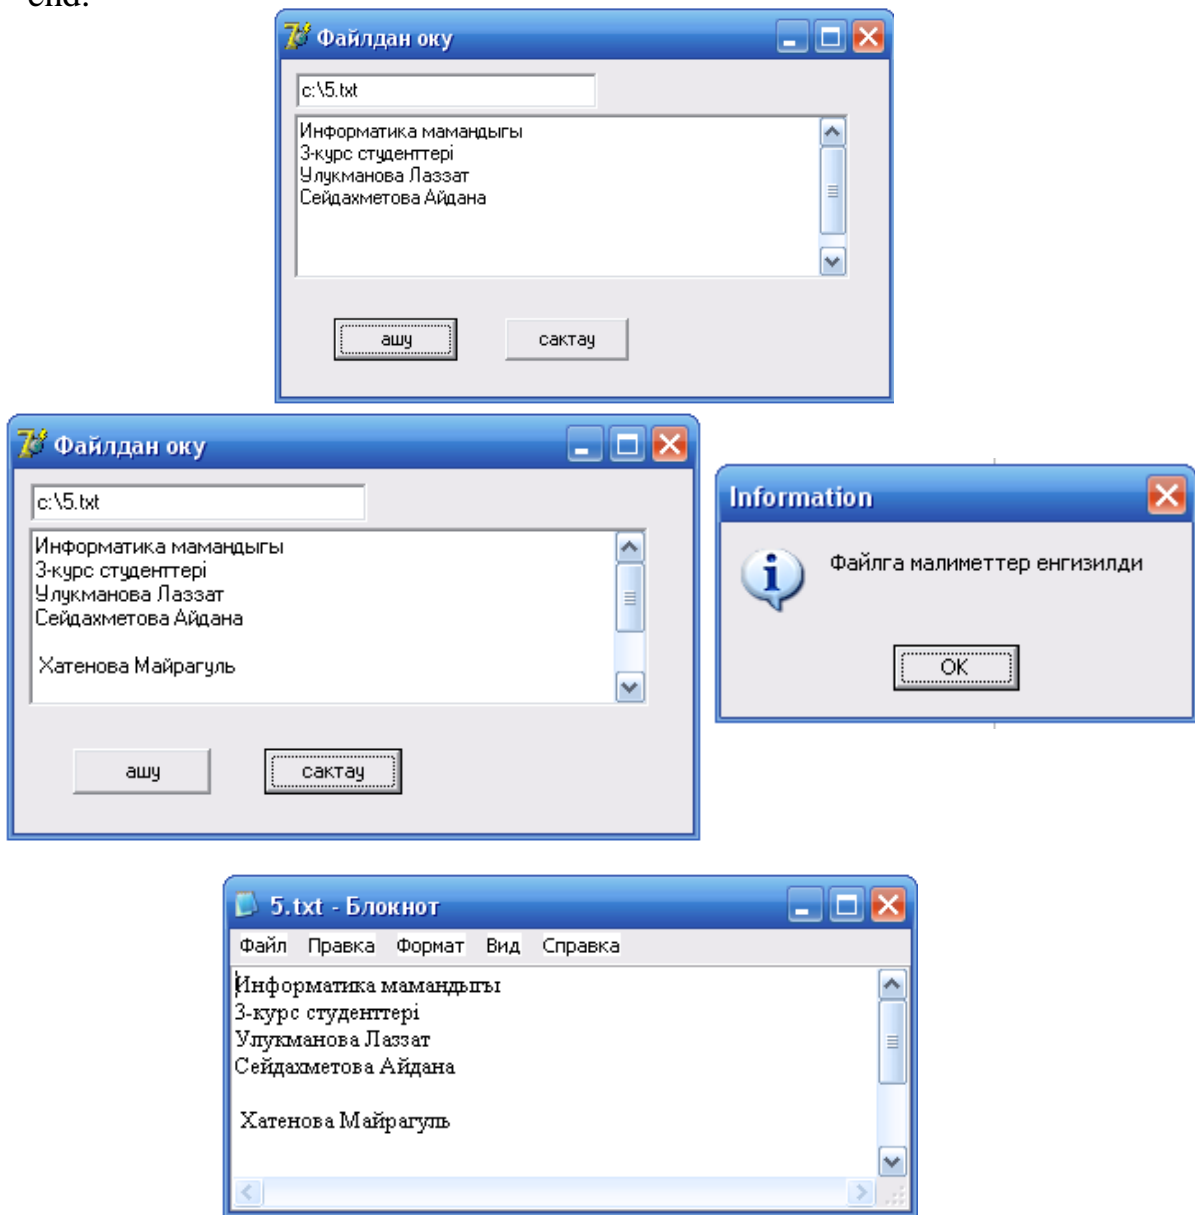 end.
Файлдан оку
c:\5.txt
Информатика мамандыгы
3-курс студенттері
Улукманова Лаззат
Сейдахметова Айдана
ашу
сактау
Файлдан оку
c:\5.txt
Информатика мамандыгы
3-курс студенттері
Улукманова Лаззат
Сейдахметова Айдана
Хатенова Майрагуль
ашу
сактау
Information
Файлга малиметтер енгизилди
OK
5.txt - Блокнот
Файл Правка Формат Вид Справка
Информатика мамандыгы
3-курс студенттері
Улукманова Лаззат
Сейдахметова Айдана
Хатенова Майрагуль